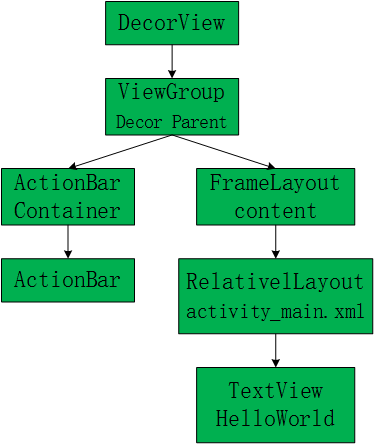 DecorView
ViewGroup
Decor Parent
ActionBar
Container
FrameLayout
content
ActionBar
RelativelLayout
activity_main.xml
TextView
HelloWorld